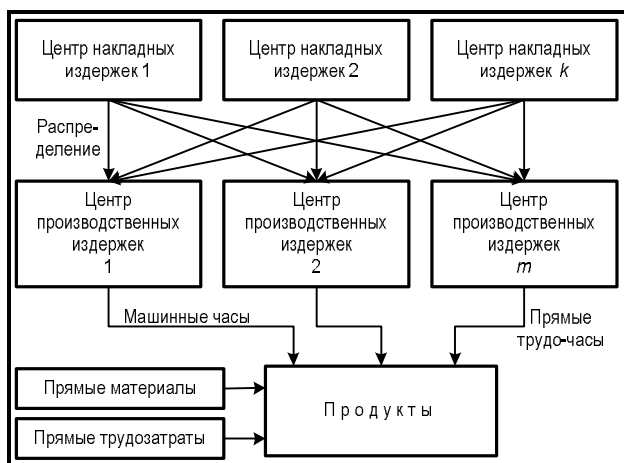 Центр накладных
издержек 1
Центр накладных
издержек 2
Центр накладных
издержек k
Распре-
деление
Центр
производственных
издержек
1
Центр
производственных
издержек
2
Центр
производственных
издержек
m
Машинные часы
Прямые
трудо-часы
Прямые материалы
Прямые трудозатраты
П р о д у к т ы